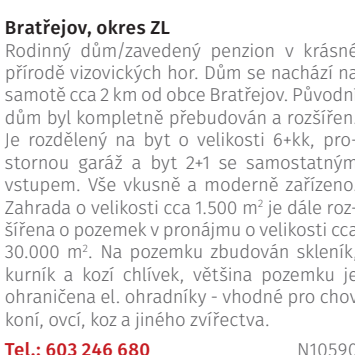 Bratřejov, okres ZL
Rodinný dům/zavedený penzion v krásné
přírodě vizovických hor. Dům se nachází na
samotě cca 2 km od obce Bratřejov. Původní
dům byl kompletně přebudován a rozšířen.
Je rozdělený na byt o velikosti 6+kk, pro-
stornou garáž a byt 2+1 se samostatným
vstupem. Vše vkusně a moderně zařízeno.
Zahrada o velikosti cca 1.500 m² je dále roz-
šířena o pozemek v pronájmu o velikosti cca
30.000 m². Na pozemku zbudován skleník,
kurník a kozí chlívek, většina pozemku je
ohraničena el. ohradníky - vhodné pro chov
koní, ovcí, koz a jiného zvířectva.
Tel.: 603 246 680 N10590